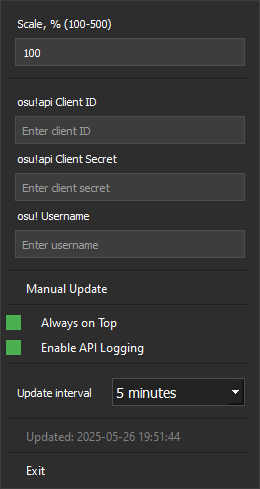 Scale, % (100-500)
100
osu!api Client ID
Enter client ID
osu!api Client Secret
Enter client secret
osu! Username
Enter username
Manual Update
Always on Top
Enable API Logging
Update interval 5 minutes
Updated: 2025-05-26 19:51:44
Exit